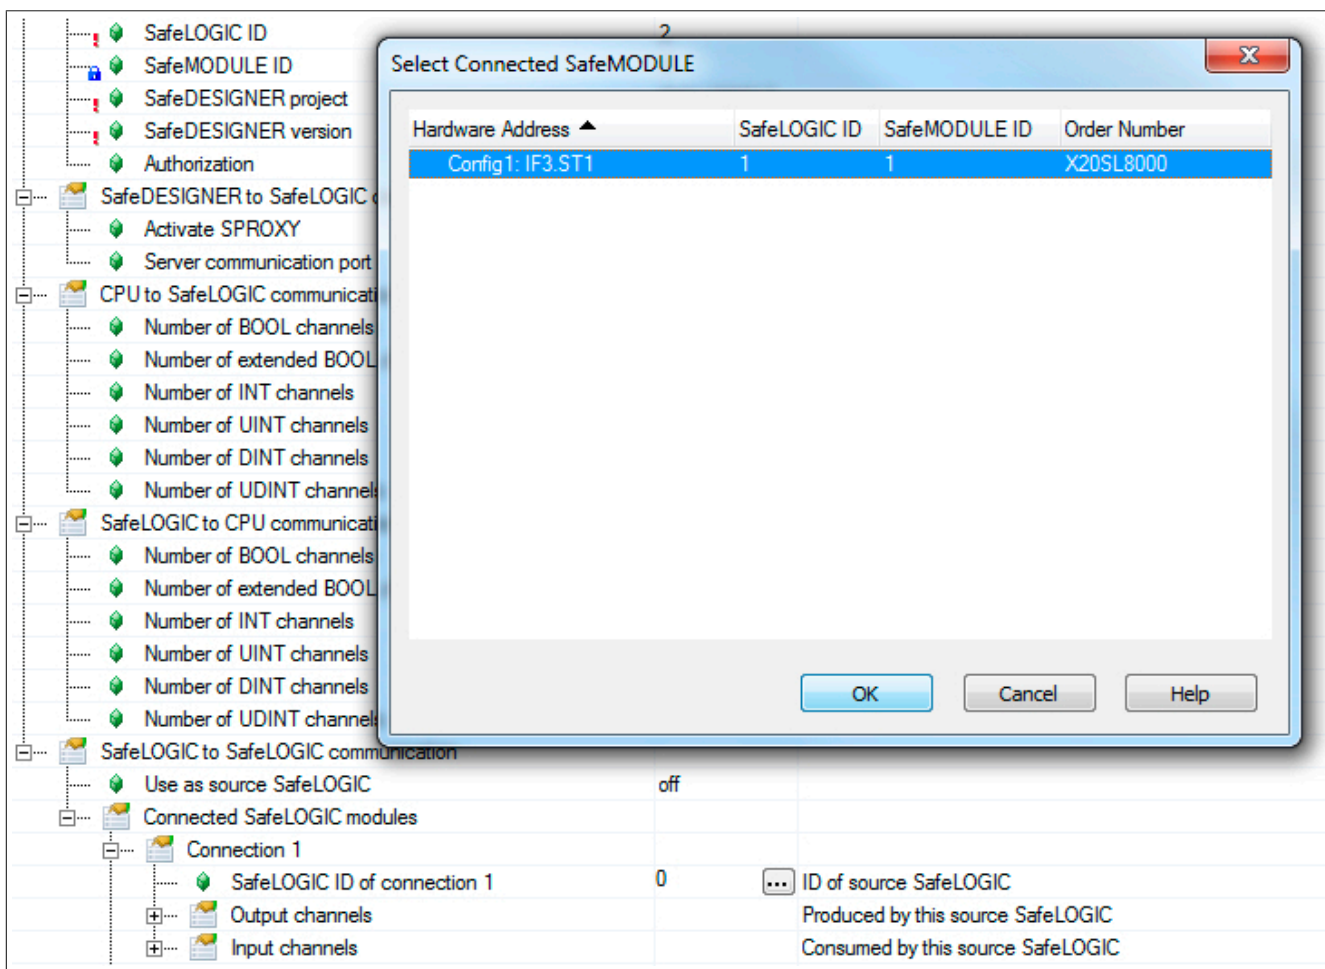 SafeLOGIC ID 2
SafeMODULE ID
SafeDESIGNER project
SafeDESIGNER version
Authorization
SafeDESIGNER to SafeLOGIC
Activate SPROXY
Server communication port
CPU to SafeLOGIC communicati
Number of BOOL channels
Number of extended BOOL
Number of INT channels
Number of UINT channels
Number of DINT channels
Number of UDINT channels
SafeLOGIC to CPU communicati
Number of BOOL channels
Number of extended BOOL
Number of INT channels
Number of UINT channels
Number of DINT channels
Number of UDINT channels
SafeLOGIC to SafeLOGIC communication
Use as source SafeLOGIC off
Connected SafeLOGIC modules
Connection 1
SafeLOGIC ID of connection 1 0 ... ID of source SafeLOGIC
Output channels Produced by this source SafeLOGIC
Input channels Consumed by this source SafeLOGIC
Select Connected SafeMODULE
Hardware Address SafeLOGIC ID SafeMODULE ID Order Number
Config1: IF3.ST1 1 1 X20SL8000
OK Cancel Help